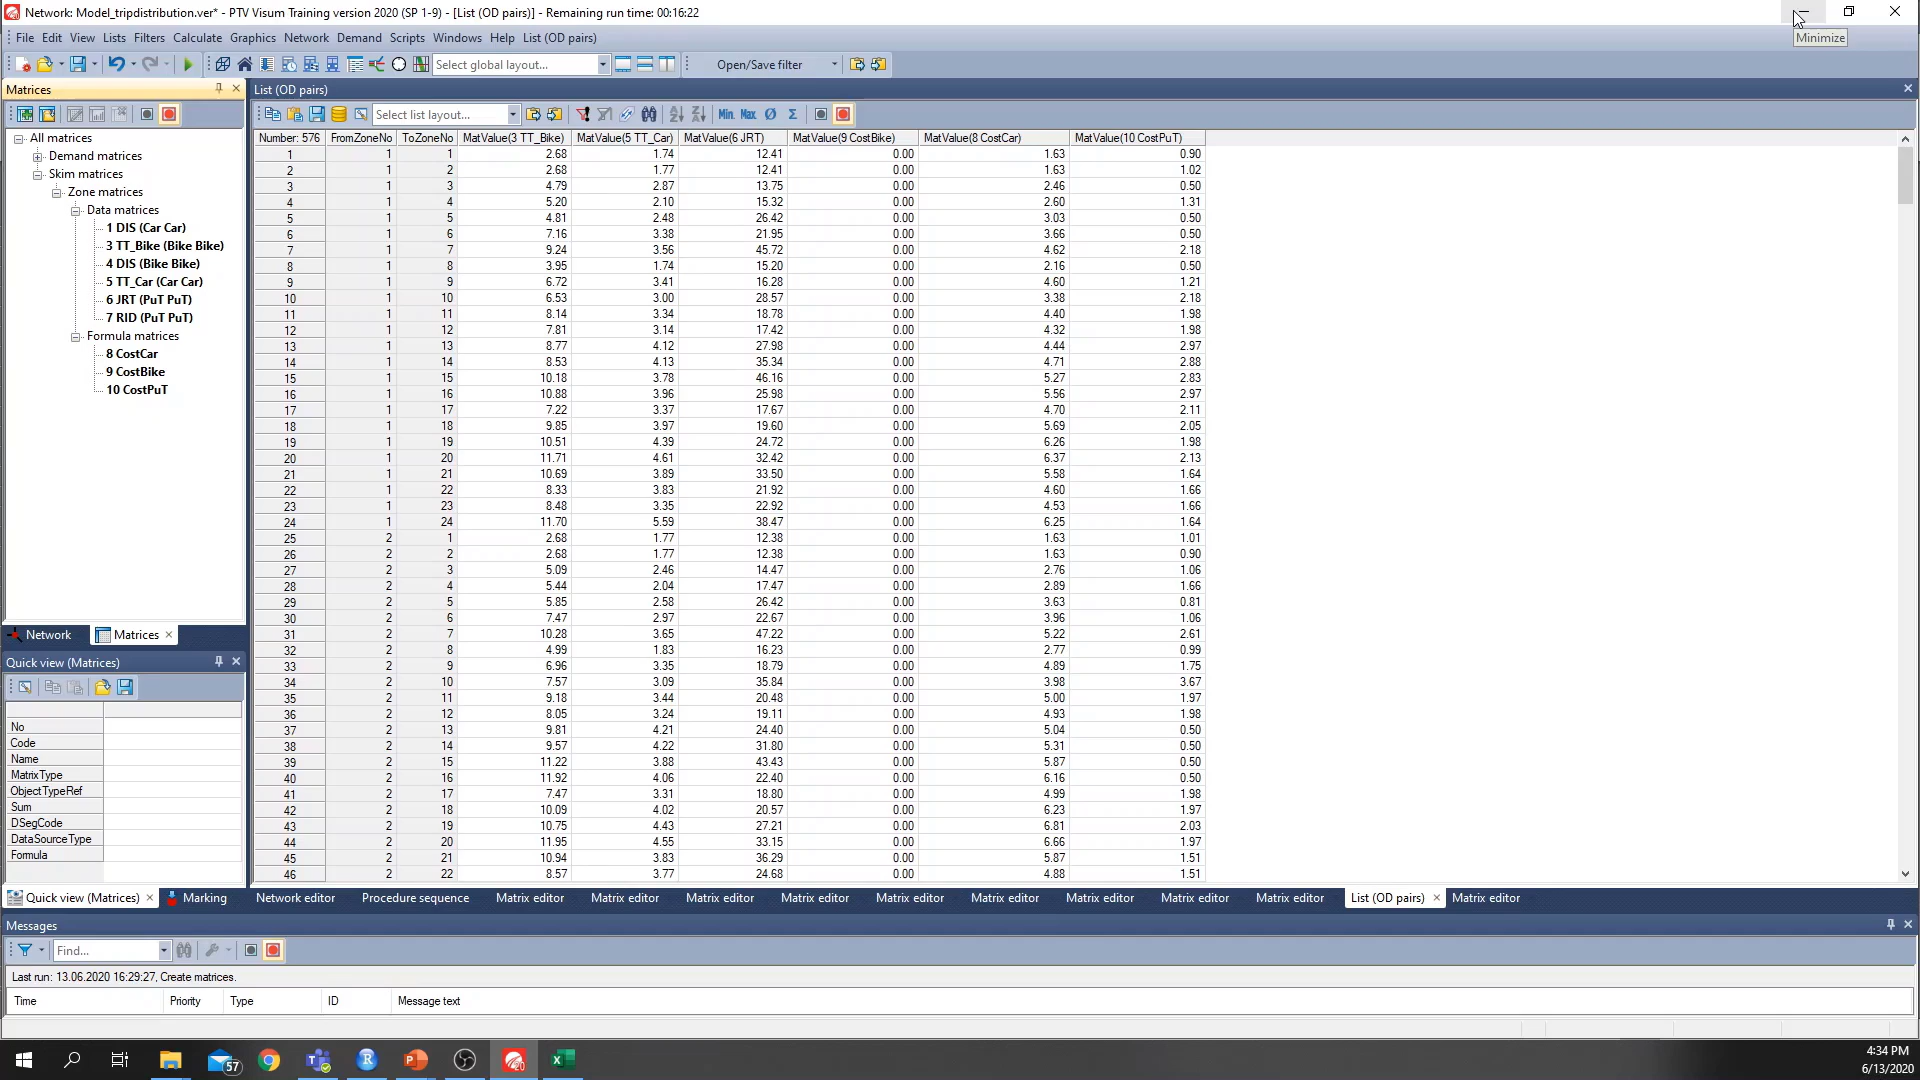 Network: Model_tripdistribution.ver* - PTV Visum Training version 2020 (SP 1-9) - [List (OD pairs)] - Remaining run time: 00:16:22
File Edit View Lists Filters Calculate Graphics Network Demand Scripts Windows Help List (OD pairs)
Minimize
Select global layout... Open/Save filter
Matrices
List (OD pairs)
Select list layout... Min. Max Ø Σ
All matrices
Demand matrices
Skim matrices
Zone matrices
Data matrices
1 DIS (Car Car)
3 TT_Bike (Bike Bike)
4 DIS (Bike Bike)
5 TT_Car (Car Car)
6 JRT (PuT PuT)
7 RID (PuT PuT)
Formula matrices
8 CostCar
9 CostBike
10 CostPuT
Number: 576 FromZoneNo ToZoneNo MatValue(3 TT_Bike) MatValue(5 TT_Car) MatValue(6 JRT) MatValue(9 CostBike) MatValue(8 CostCar) MatValue(10 CostPuT)
1 1 1 2.68 1.74 12.41 0.00 1.63 0.90
2 1 2 2.68 1.77 12.41 0.00 1.63 1.02
3 1 3 4.79 2.87 13.75 0.00 2.46 0.50
4 1 4 5.20 2.10 15.32 0.00 2.60 1.31
5 1 5 4.81 2.48 26.42 0.00 3.03 0.50
6 1 6 7.16 3.38 21.95 0.00 3.66 0.50
7 1 7 9.24 3.56 45.72 0.00 4.62 2.18
8 1 8 3.95 1.74 15.20 0.00 2.16 0.50
9 1 9 6.72 3.41 16.28 0.00 4.60 1.21
10 1 10 6.53 3.00 28.57 0.00 3.38 2.18
11 1 11 8.14 3.34 18.78 0.00 4.40 1.98
12 1 12 7.81 3.14 17.42 0.00 4.32 1.98
13 1 13 8.77 4.12 27.98 0.00 4.44 2.97
14 1 14 8.53 4.13 35.34 0.00 4.71 2.88
15 1 15 10.18 3.78 46.16 0.00 5.27 2.83
16 1 16 10.88 3.96 25.98 0.00 5.56 2.97
17 1 17 7.22 3.37 17.67 0.00 4.70 2.11
18 1 18 9.85 3.97 19.60 0.00 5.69 2.05
19 1 19 10.51 4.39 24.72 0.00 6.26 1.98
20 1 20 11.71 4.61 32.42 0.00 6.37 2.13
21 1 21 10.69 3.89 33.50 0.00 5.58 1.64
22 1 22 8.33 3.83 21.92 0.00 4.60 1.66
23 1 23 8.48 3.35 22.92 0.00 4.53 1.66
24 1 24 11.70 5.59 38.47 0.00 6.25 1.64
25 2 1 2.68 1.77 12.38 0.00 1.63 1.01
26 2 2 2.68 1.77 12.38 0.00 1.63 0.90
27 2 3 5.09 2.46 14.47 0.00 2.76 1.06
28 2 4 5.44 2.04 17.47 0.00 2.89 1.66
29 2 5 5.85 2.58 26.42 0.00 3.63 0.81
30 2 6 7.47 2.97 22.67 0.00 3.96 1.06
31 2 7 10.28 3.65 47.22 0.00 5.22 2.61
32 2 8 4.99 1.83 16.23 0.00 2.77 0.99
33 2 9 6.96 3.35 18.79 0.00 4.89 1.75
34 2 10 7.57 3.09 35.84 0.00 3.98 3.67
35 2 11 9.18 3.44 20.48 0.00 5.00 1.97
36 2 12 8.05 3.24 19.11 0.00 4.93 1.98
37 2 13 9.81 4.21 24.40 0.00 5.04 0.50
38 2 14 9.57 4.22 31.80 0.00 5.31 0.50
39 2 15 11.22 3.88 43.43 0.00 5.87 0.50
40 2 16 11.92 4.06 22.40 0.00 6.16 0.50
41 2 17 7.47 3.31 18.80 0.00 4.99 1.98
42 2 18 10.09 4.02 20.57 0.00 6.23 1.97
43 2 19 10.75 4.43 27.21 0.00 6.81 2.03
44 2 20 11.95 4.55 33.15 0.00 6.66 1.97
45 2 21 10.94 3.83 36.29 0.00 5.87 1.51
46 2 22 8.57 3.77 24.68 0.00 4.88 1.51
Network Matrices
Quick view (Matrices)
No
Code
Name
MatrixType
ObjectTypeRef
Sum
DSegCode
DataSourceType
Formula
Quick view (Matrices) Marking Network editor Procedure sequence Matrix editor Matrix editor Matrix editor Matrix editor Matrix editor Matrix editor Matrix editor Matrix editor Matrix editor List (OD pairs) Matrix editor
Messages
Find...
Last run: 13.06.2020 16:29:27, Create matrices.
Time Priority Type ID Message text
57
4:34 PM
6/13/2020